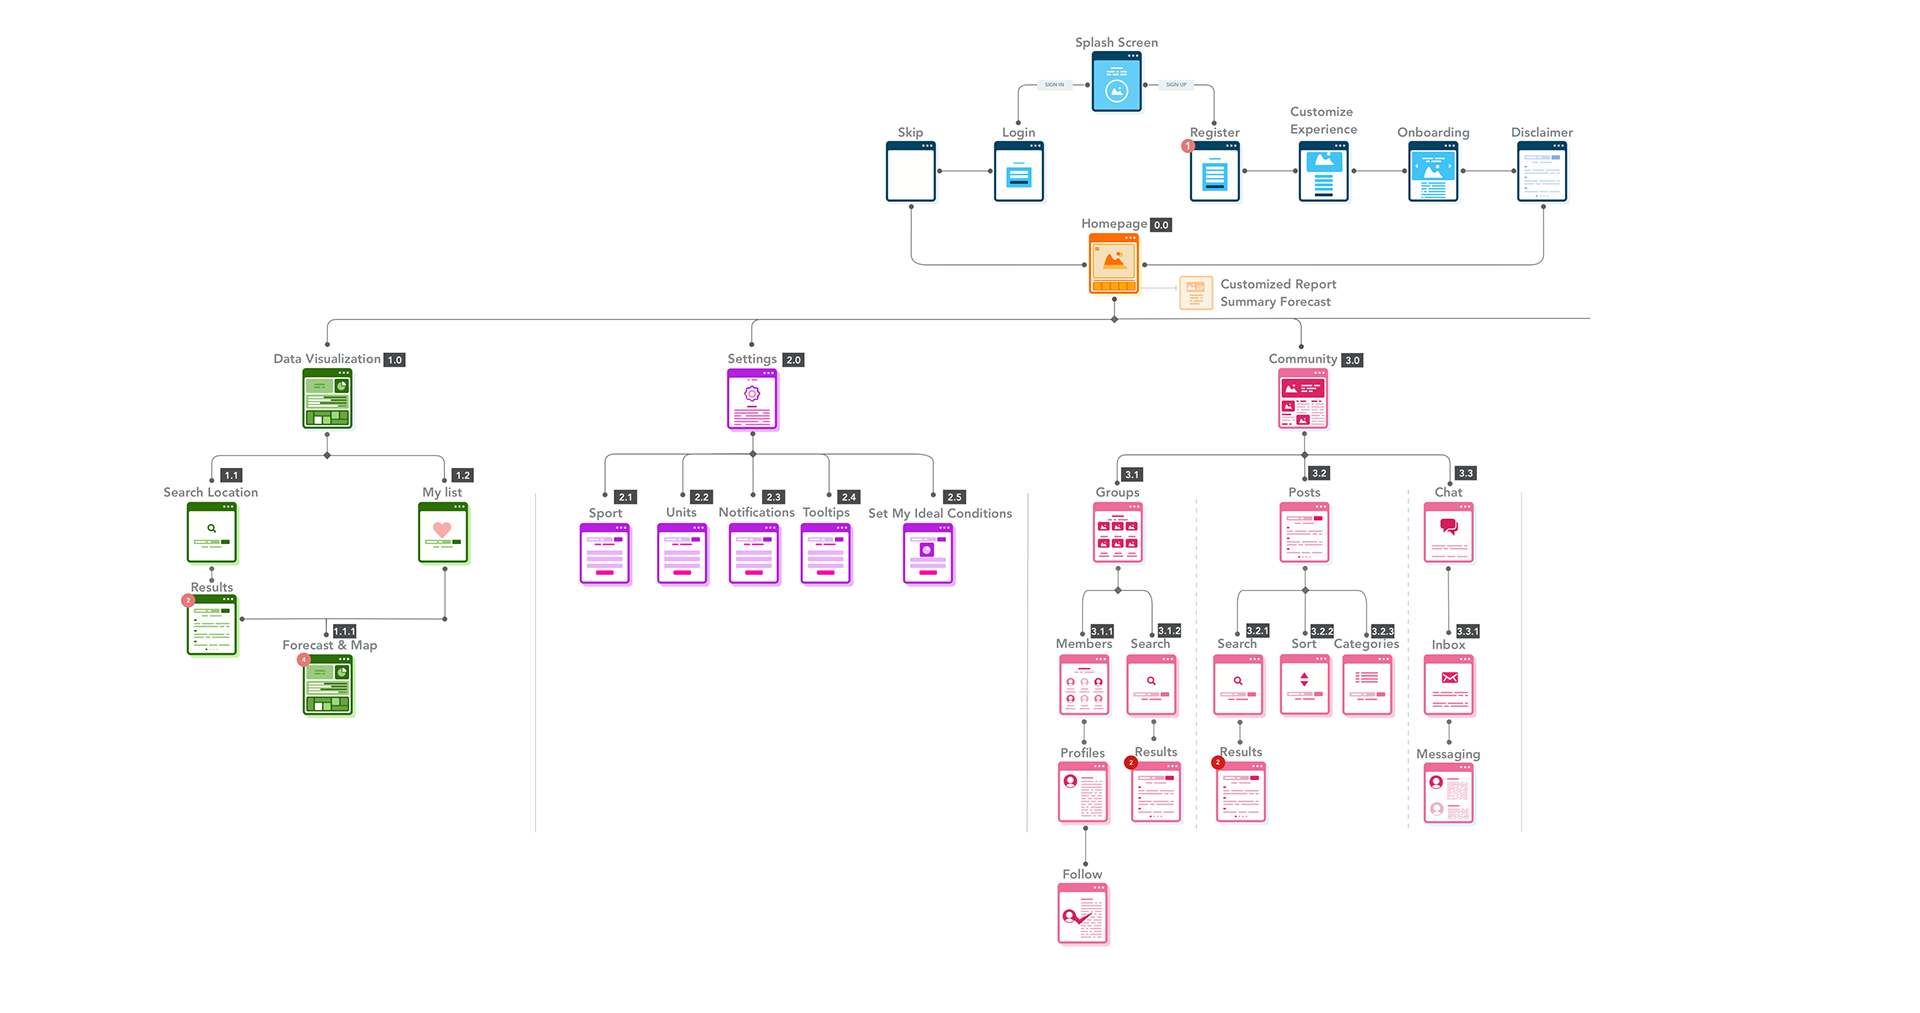 Splash Screen
SIGN IN
SIGN UP
Skip
Login
Register
1
Customize
Experience
Onboarding
Disclaimer
Homepage 0.0
Customized Report
Summary Forecast
Data Visualization 1.0
Settings 2.0
Community 3.0
1.1
Search Location
1.2
My list
Results
2
1.1.1
Forecast & Map
4
2.1
Sport
2.2
Units
2.3
Notifications
2.4
Tooltips
2.5
Set My Ideal Conditions
3.1
Groups
3.2
Posts
3.3
Chat
3.1.1
Members
3.1.2
Search
3.2.1
Search
3.2.2
Sort
3.2.3
Categories
3.3.1
Inbox
Profiles
Results
2
Results
2
Messaging
Follow